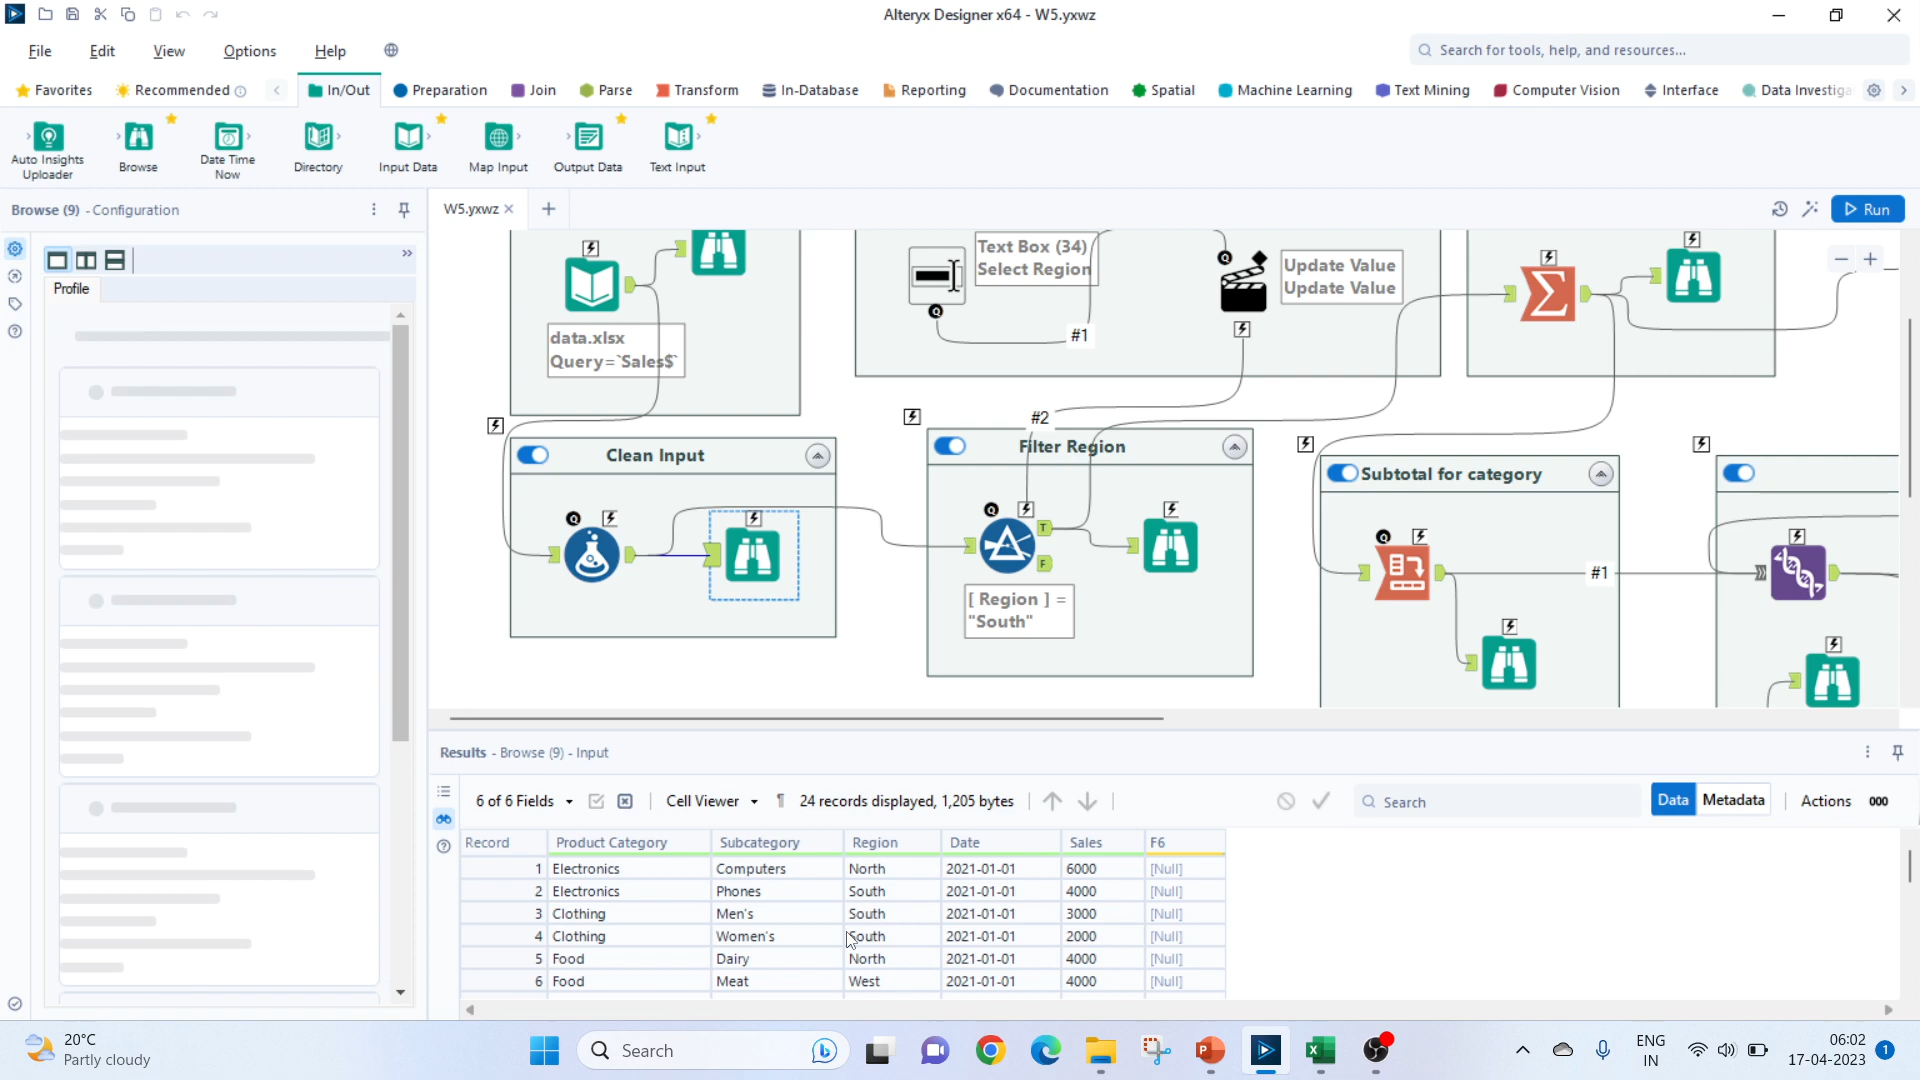 Alteryx Designer x64 - W5.yxwz
File Edit View Options Help
Search for tools, help, and resources...
Favorites Recommended In/Out Preparation Join Parse Transform In-Database Reporting Documentation Spatial Machine Learning Text Mining Computer Vision Interface Data Investiga
Auto Insights
Uploader
Browse
Date Time
Now
Directory
Input Data
Map Input
Output Data
Text Input
Browse (9) - Configuration
W5.yxwz
Run
Profile
data.xlsx
Query=`Sales$`
Text Box (34)
Select Region
#1
Update Value
Update Value
#2
Clean Input
Filter Region
[ Region ] =
"South"
T
F
Subtotal for category
#1
Results - Browse (9) - Input
6 of 6 Fields Cell Viewer 24 records displayed, 1,205 bytes Search Data Metadata Actions 000
Record Product Category Subcategory Region Date Sales F6
1 Electronics Computers North 2021-01-01 6000 [Null]
2 Electronics Phones South 2021-01-01 4000 [Null]
3 Clothing Men's South 2021-01-01 3000 [Null]
4 Clothing Women's South 2021-01-01 2000 [Null]
5 Food Dairy North 2021-01-01 4000 [Null]
6 Food Meat West 2021-01-01 4000 [Null]
20°C
Partly cloudy
Search
ENG
IN
06:02
17-04-2023
1